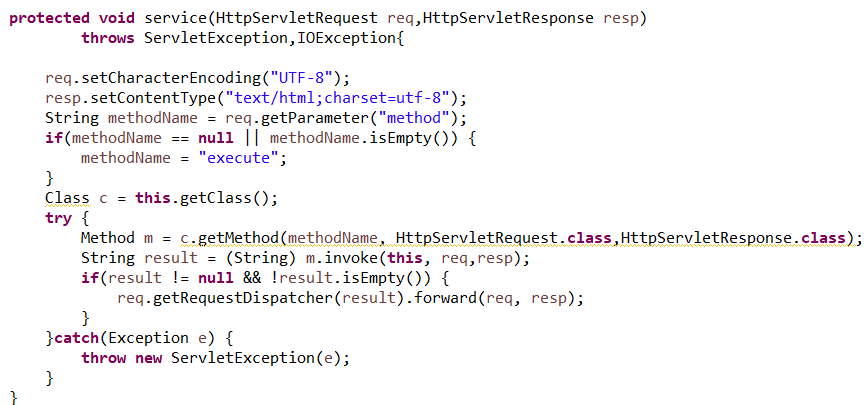 protected void service(HttpServletRequest req,HttpServletResponse resp)
        throws ServletException,IOException{

    req.setCharacterEncoding("UTF-8");
    resp.setContentType("text/html;charset=utf-8");
    String methodName = req.getParameter("method");
    if(methodName == null || methodName.isEmpty()) {
        methodName = "execute";
    }
    Class c = this.getClass();
    try {
        Method m = c.getMethod(methodName, HttpServletRequest.class,HttpServletResponse.class);
        String result = (String) m.invoke(this, req,resp);
        if(result != null && !result.isEmpty()) {
            req.getRequestDispatcher(result).forward(req, resp);
        }
    }catch(Exception e) {
        throw new ServletException(e);
    }
}